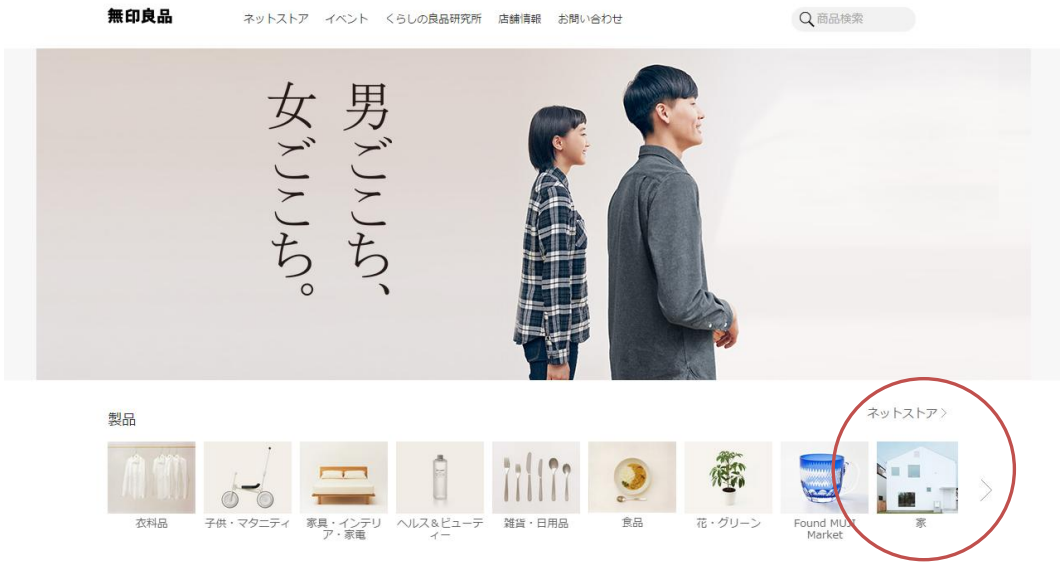 無印良品
ネットストア イベント くらしの良品研究所 店舗情報 お問い合わせ
商品検索
男ごこち、
女ごこち。
製品
ネットストア >
衣料品
子供・マタニティ
家具・インテリ
ア・家電
ヘルス&ビューテ
ィー
雑貨・日用品
食品
花・グリーン
Found MUJI
Market
家